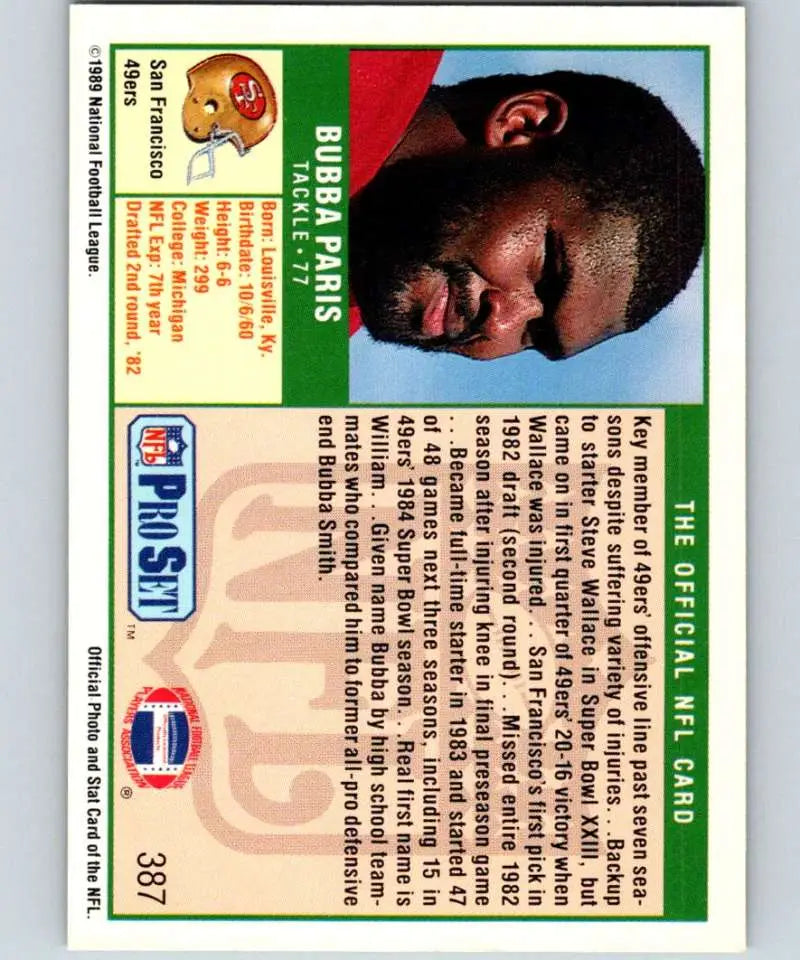 THE OFFICIAL NFL CARD
BUBBA PARIS
TACKLE • 77
San Francisco
49ers
Born: Louisville, Ky.
Birthdate: 10/6/60
Height: 6-6
Weight: 299
College: Michigan
NFL Exp: 7th year
Drafted 2nd round, '82
Key member of 49ers' offensive line past seven sea-
sons despite suffering variety of injuries. . .Backup
to starter Steve Wallace in Super Bowl XXIII, but
came on in first quarter of 49ers' 20-16 victory when
Wallace was injured. . .San Francisco's first pick in
1982 draft (second round). . .Missed entire 1982
season after injuring knee in final preseason game
. . .Became full-time starter in 1983 and started 47
of 48 games next three seasons, including 15 in
49ers' 1984 Super Bowl season. . .Real first name is
William. . .Given name Bubba by high school team-
mates who compared him to former all-pro defensive
end Bubba Smith.
NFL
PRO SET
TM
NATIONAL FOOTBALL LEAGUE
PLAYERS ASSOCIATION
®
387
©1989 National Football League.
Official Photo and Stat Card of the NFL.